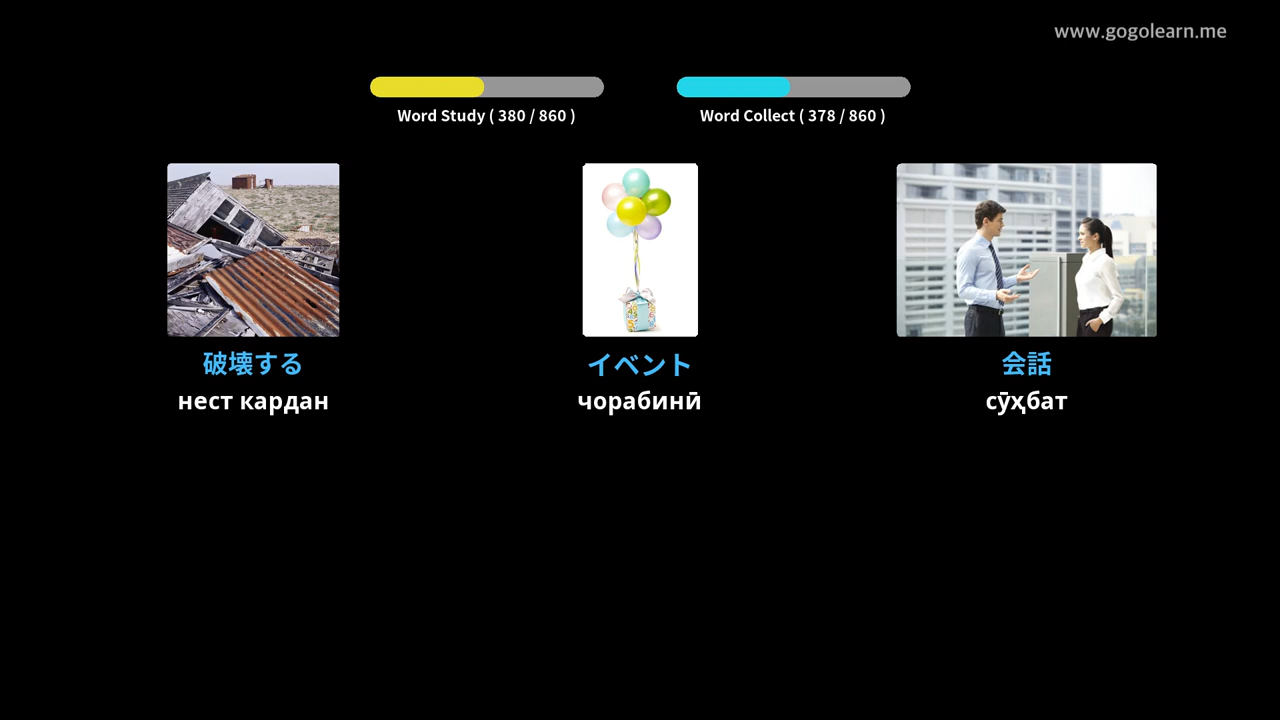 www.gogolearn.me
Word Study ( 380 / 860 )
Word Collect ( 378 / 860 )
破壊する
イベント
会話
нест кардан
чорабинӣ
сӯҳбат